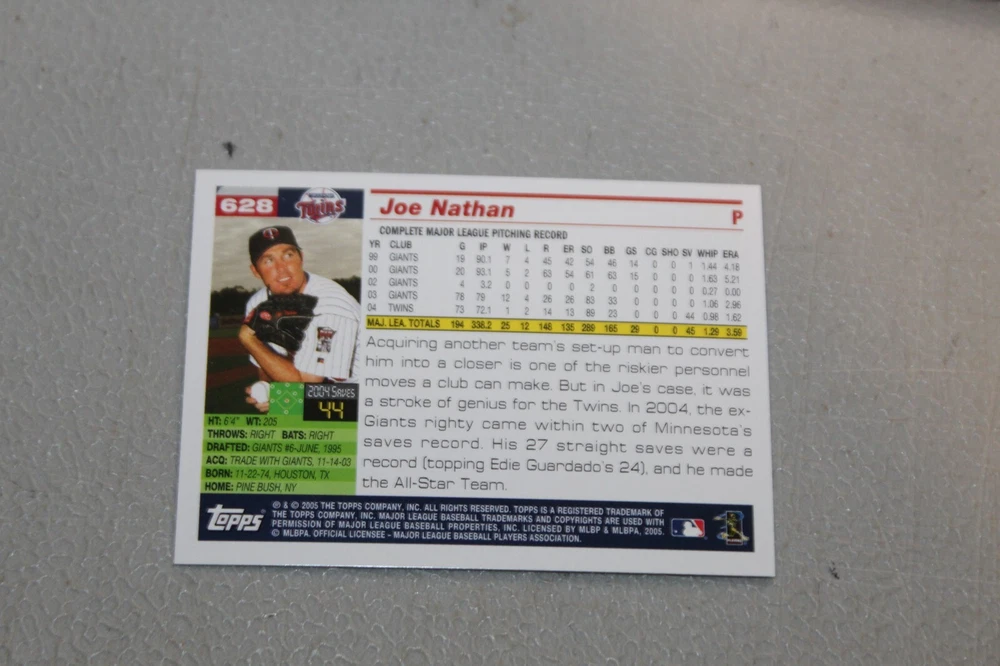 628
TWINS
Joe Nathan
P
COMPLETE MAJOR LEAGUE PITCHING RECORD
YR CLUB G IP W L R ER SO BB GS CG SHO SV WHIP ERA
99 GIANTS 19 90.1 7 4 45 42 54 46 14 0 0 1 1.44 4.18
00 GIANTS 20 93.1 5 2 63 54 61 63 15 0 0 0 1.63 5.21
02 GIANTS 4 3.2 0 0 0 0 2 0 0 0 0 0 0.27 0.00
03 GIANTS 78 79 12 4 26 26 83 33 0 0 0 0 1.06 2.96
04 TWINS 73 72.1 1 2 14 13 89 23 0 0 0 44 0.98 1.62
MAJ. LEA. TOTALS 194 338.2 25 12 148 135 289 165 29 0 0 45 1.29 3.59
Acquiring another team's set-up man to convert
him into a closer is one of the riskier personnel
moves a club can make. But in Joe's case, it was
a stroke of genius for the Twins. In 2004, the ex-
Giants righty came within two of Minnesota's
saves record. His 27 straight saves were a
record (topping Edie Guardado's 24), and he made
the All-Star Team.
2004 SAVES
44
HT: 6'4" WT: 205
THROWS: RIGHT BATS: RIGHT
DRAFTED: GIANTS #6-JUNE, 1995
ACQ: TRADE WITH GIANTS, 11-14-03
BORN: 11-22-74, HOUSTON, TX
HOME: PINE BUSH, NY
Topps
℗ & © 2005 THE TOPPS COMPANY, INC. ALL RIGHTS RESERVED. TOPPS IS A REGISTERED TRADEMARK OF
THE TOPPS COMPANY, INC. MAJOR LEAGUE BASEBALL TRADEMARKS AND COPYRIGHTS ARE USED WITH
PERMISSION OF MAJOR LEAGUE BASEBALL PROPERTIES, INC. LICENSED BY MLBP & MLBPA, 2005.
© MLBPA. OFFICIAL LICENSEE - MAJOR LEAGUE BASEBALL PLAYERS ASSOCIATION.